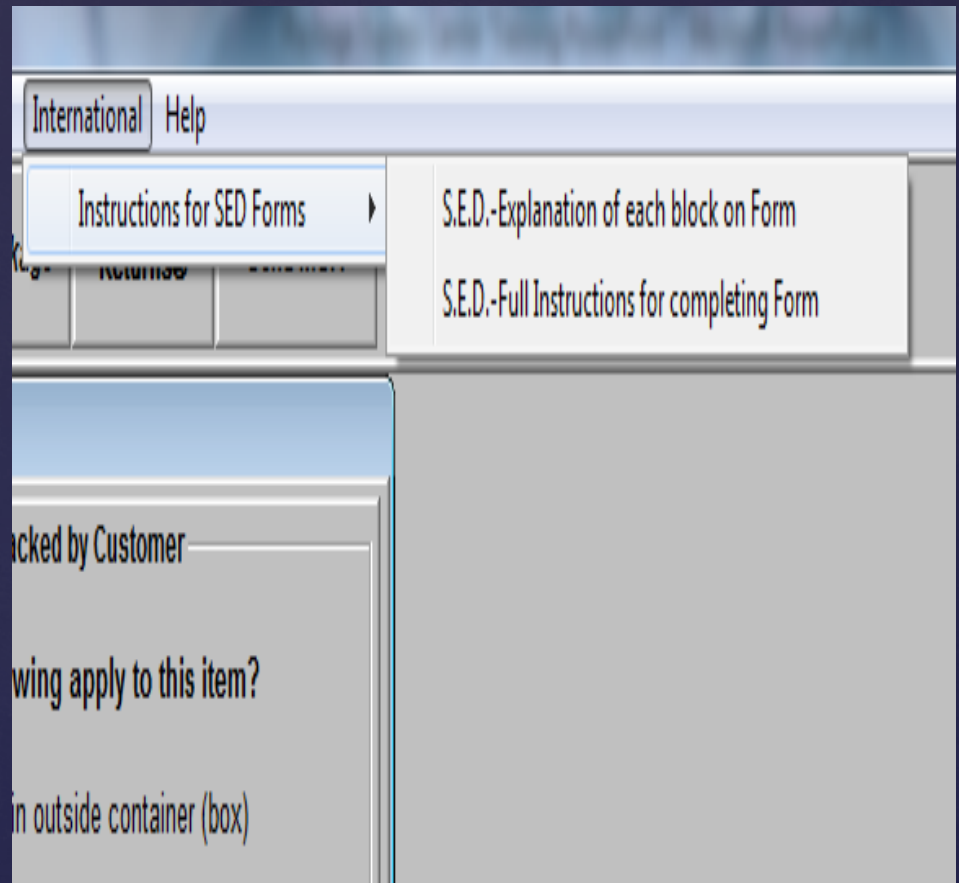 International Help
Instructions for SED Forms
S.E.D.-Explanation of each block on Form
S.E.D.-Full Instructions for completing Form
acked by Customer
wing apply to this item?
in outside container (box)